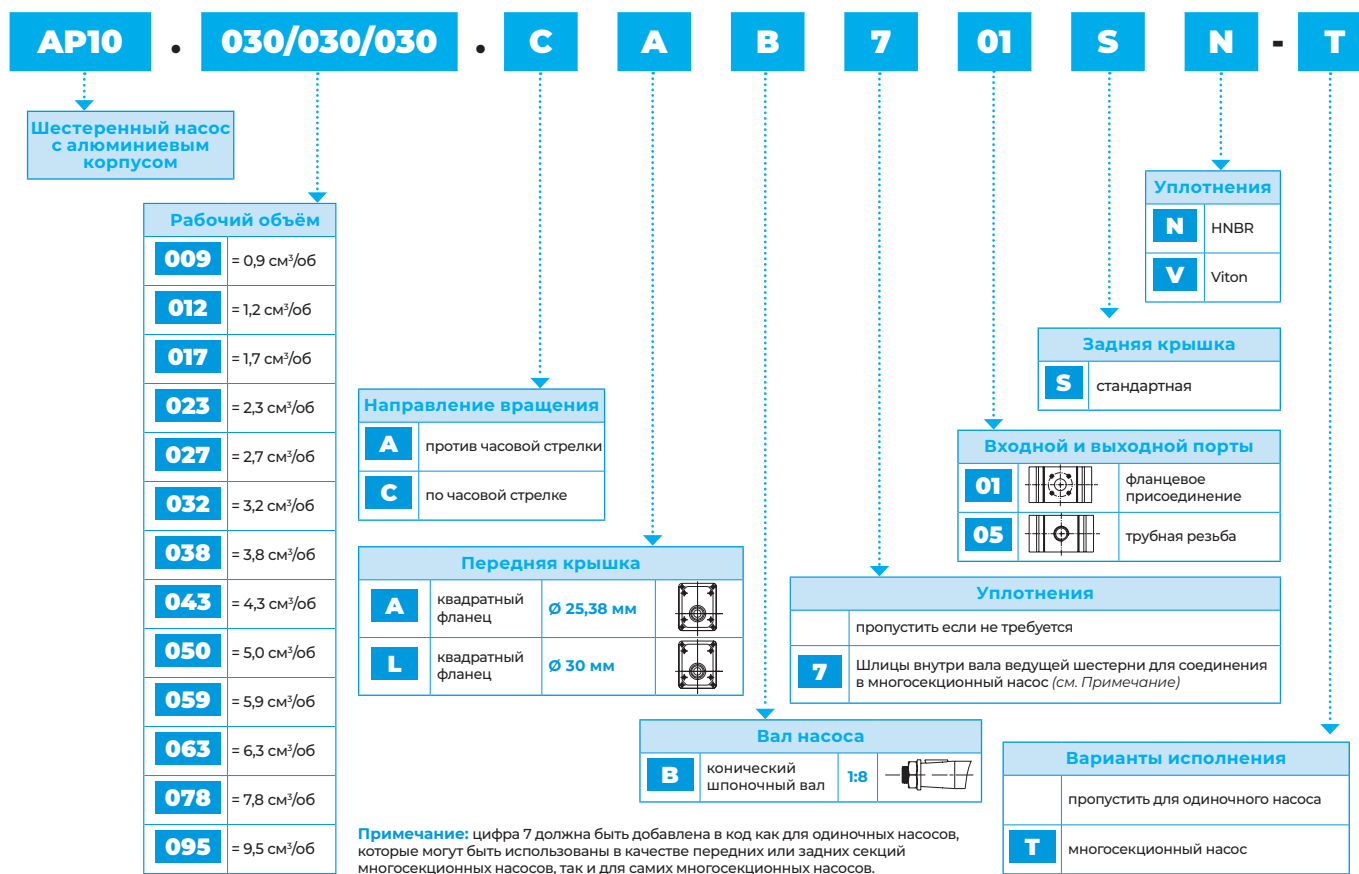 AP10 . 030/030/030 . C A B 7 01 S N - T
Шестеренный насос
с алюминиевым
корпусом
Рабочий объём
009 = 0,9 см³/об
012 = 1,2 см³/об
017 = 1,7 см³/об
023 = 2,3 см³/об
027 = 2,7 см³/об
032 = 3,2 см³/об
038 = 3,8 см³/об
043 = 4,3 см³/об
050 = 5,0 см³/об
059 = 5,9 см³/об
063 = 6,3 см³/об
078 = 7,8 см³/об
095 = 9,5 см³/об
Направление вращения
A против часовой стрелки
C по часовой стрелке
Передняя крышка
A квадратный
фланец
Ø 25,38 мм
L квадратный
фланец
Ø 30 мм
Вал насоса
B конический
шпоночный вал
1:8
Уплотнения
пропустить если не требуется
7 Шлицы внутри вала ведущей шестерни для соединения
в многосекционный насос (см. Примечание)
Входной и выходной порты
01 фланцевое
присоединение
05 трубная резьба
Задняя крышка
S стандартная
Уплотнения
N HNBR
V Viton
Варианты исполнения
пропустить для одиночного насоса
T многосекционный насос
Примечание: цифра 7 должна быть добавлена в код как для одиночных насосов,
которые могут быть использованы в качестве передних или задних секций
многосекционных насосов, так и для самих многосекционных насосов.